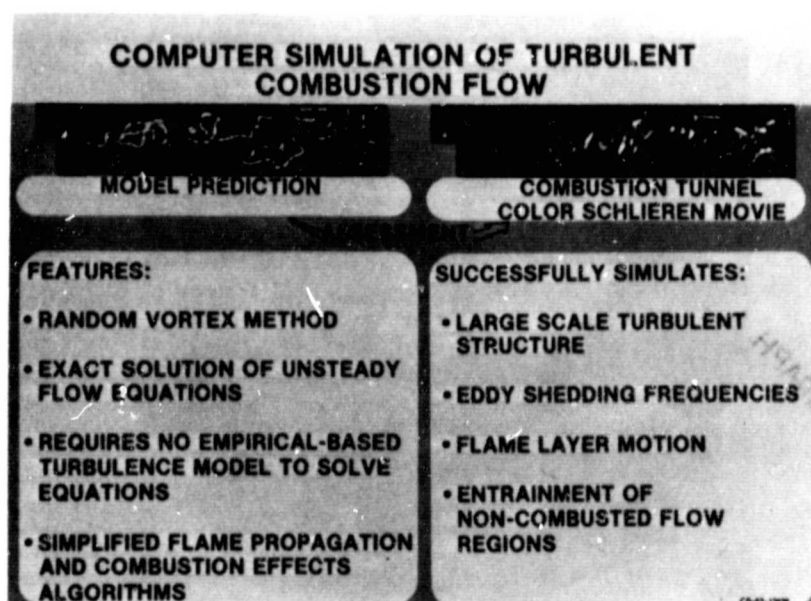 COMPUTER SIMULATION OF TURBULENT
COMBUSTION FLOW
MODEL PREDICTION
COMBUSTION TUNNEL
COLOR SCHLIEREN MOVIE
AGREEMENT
FEATURES:
• RANDOM VORTEX METHOD
• EXACT SOLUTION OF UNSTEADY
FLOW EQUATIONS
• REQUIRES NO EMPIRICAL-BASED
TURBULENCE MODEL TO SOLVE
EQUATIONS
• SIMPLIFIED FLAME PROPAGATION
AND COMBUSTION EFFECTS
ALGORITHMS
SUCCESSFULLY SIMULATES:
• LARGE SCALE TURBULENT
STRUCTURE
• EDDY SHEDDING FREQUENCIES
• FLAME LAYER MOTION
• ENTRAINMENT OF
NON-COMBUSTED FLOW
REGIONS